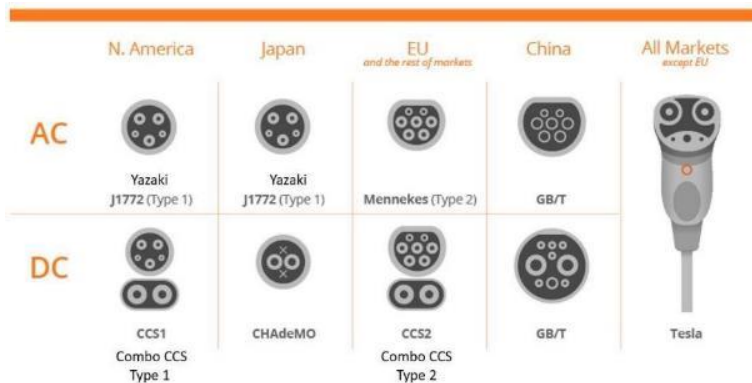 N. America Japan EU China All Markets
and the rest of markets except EU
AC
Yazaki Yazaki
J1772 (Type 1) J1772 (Type 1) Mennekes (Type 2) GB/T
DC
CCS1 CHAdeMO CCS2 GB/T Tesla
Combo CCS Combo CCS
Type 1 Type 2